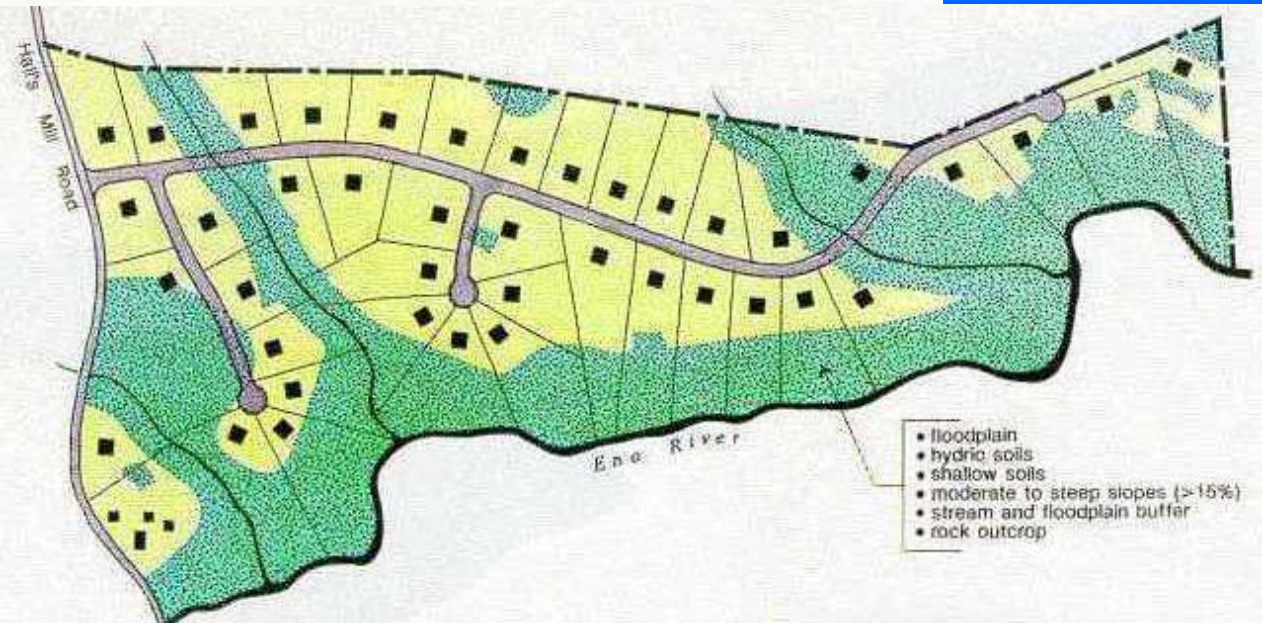 Hall's Mill Road
Eno River
• floodplain
• hydric soils
• shallow soils
• moderate to steep slopes (>15%)
• stream and floodplain buffer
• rock outcrop